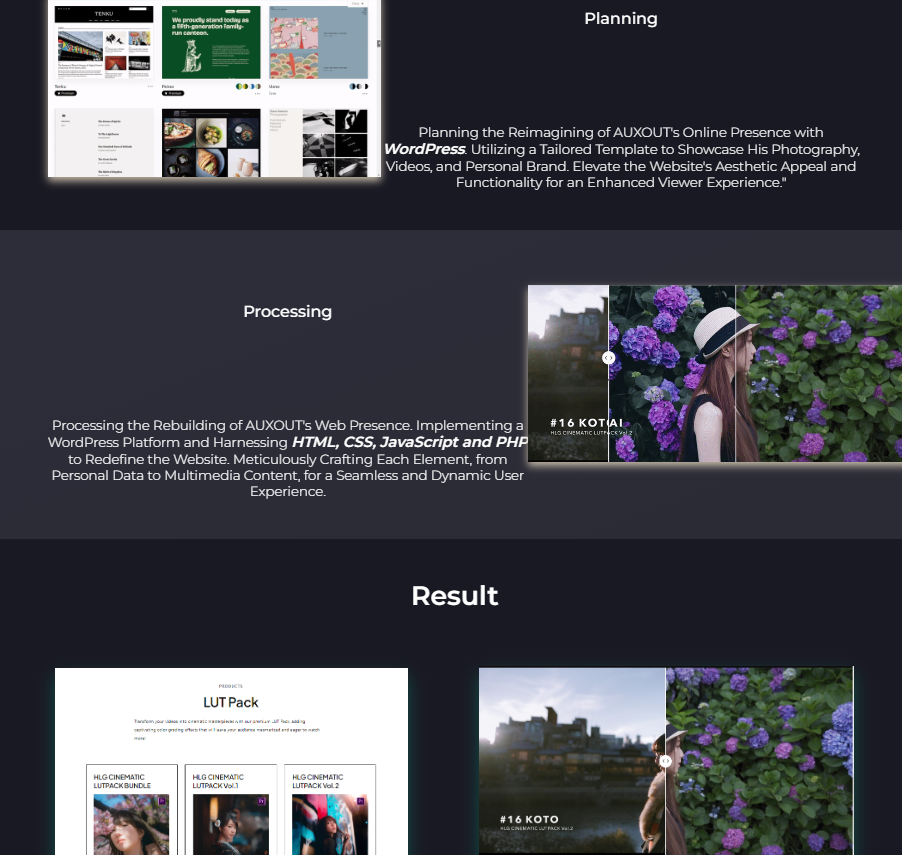 TENKU
We proudly stand today as
a fifth-generation family-
run canteen.
Planning
Planning the Reimagining of AUXOUT's Online Presence with
WordPress. Utilizing a Tailored Template to Showcase His Photography,
Videos, and Personal Brand. Elevate the Website's Aesthetic Appeal and
Functionality for an Enhanced Viewer Experience."
Processing
Processing the Rebuilding of AUXOUT's Web Presence. Implementing a
WordPress Platform and Harnessing HTML, CSS, JavaScript and PHP
to Redefine the Website. Meticulously Crafting Each Element, from
Personal Data to Multimedia Content, for a Seamless and Dynamic User
Experience.
#16 KOTO AI
HLG CINEMATIC LUTPACK Vol.2
Result
PRODUCTS
LUT Pack
Transform your videos into cinematic masterpieces with our premium LUT Pack, adding
captivating color grading effects that will leave your audience mesmerized and eager to watch
more.
HLG CINEMATIC
LUTPACK BUNDLE
HLG CINEMATIC
LUTPACK Vol.1
HLG CINEMATIC
LUTPACK Vol.2
#16 KOTO
HLG CINEMATIC LUTPACK Vol.2